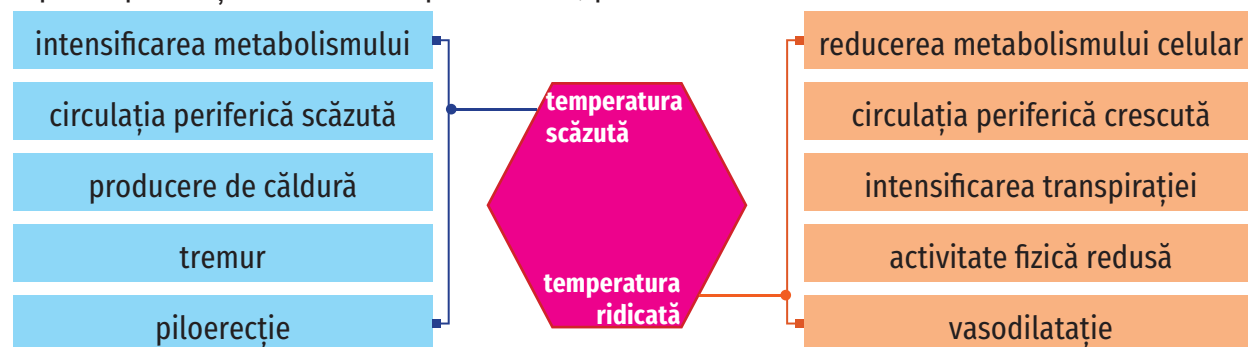 intensificarea metabolismului
circulația periferică scăzută
producere de căldură
tremur
piloerecție
temperatura
scăzută
temperatura
ridicată
reducerea metabolismului celular
circulația periferică crescută
intensificarea transpirației
activitate fizică redusă
vasodilatație